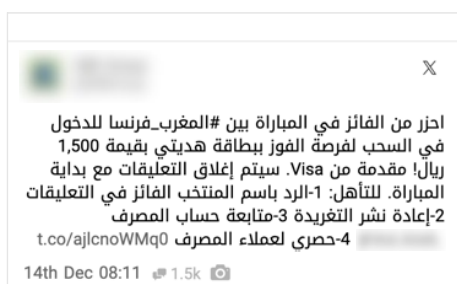 X
احزر من الفائز في المباراة بين #المغرب_فرنسا للدخول
في السحب لفرصة الفوز ببطاقة هديتي بقيمة 1,500
ريال! مقدمة من Visa. سيتم إغلاق التعليقات مع بداية
المباراة. للتأهل: 1-الرد باسم المنتخب الفائز في التعليقات
2-إعادة نشر التغريدة 3-متابعة حساب المصرف
4-حصري لعملاء المصرف t.co/ajlcnoWMq0
14th Dec 08:11 1.5k